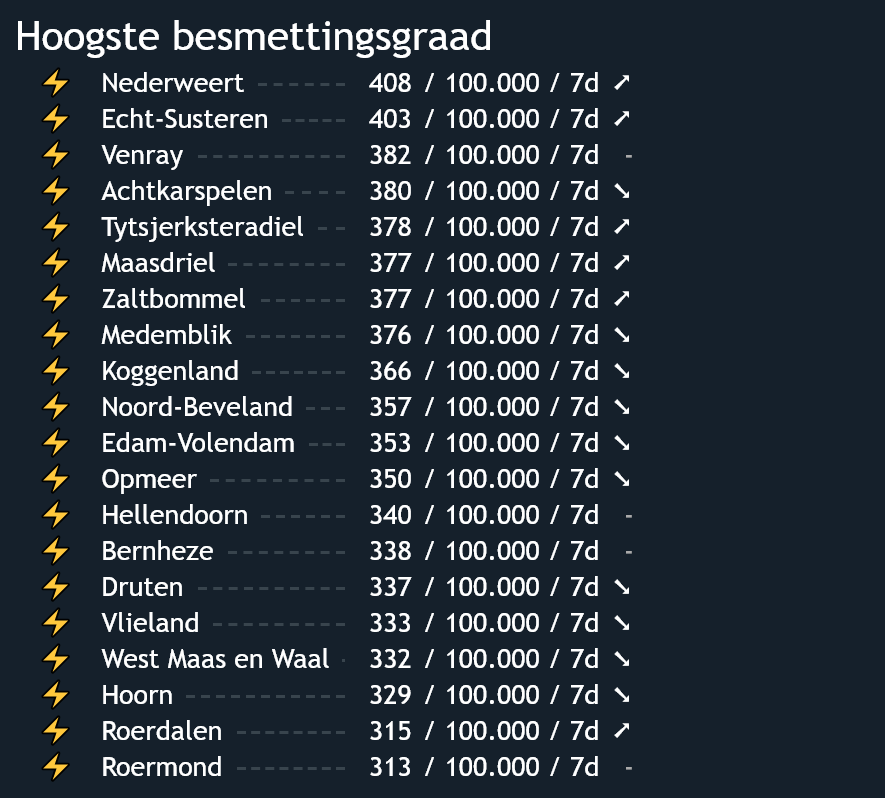 Hoogste besmettingsgraad
⚡ Nederweert ------- 408 / 100.000 / 7d ➚
⚡ Echt-Susteren ----- 403 / 100.000 / 7d ➚
⚡ Venray ----------- 382 / 100.000 / 7d -
⚡ Achtkarspelen ---- 380 / 100.000 / 7d ➘
⚡ Tytsjerksteradiel -- 378 / 100.000 / 7d ➚
⚡ Maasdriel --------- 377 / 100.000 / 7d ➚
⚡ Zaltbommel ------- 377 / 100.000 / 7d ➚
⚡ Medemblik -------- 376 / 100.000 / 7d ➘
⚡ Koggenland ------- 366 / 100.000 / 7d ➘
⚡ Noord-Beveland --- 357 / 100.000 / 7d ➘
⚡ Edam-Volendam --- 353 / 100.000 / 7d ➘
⚡ Opmeer ---------- 350 / 100.000 / 7d ➘
⚡ Hellendoorn ------ 340 / 100.000 / 7d -
⚡ Bernheze --------- 338 / 100.000 / 7d -
⚡ Druten ----------- 337 / 100.000 / 7d ➘
⚡ Vlieland ---------- 333 / 100.000 / 7d ➘
⚡ West Maas en Waal - 332 / 100.000 / 7d ➘
⚡ Hoorn ------------ 329 / 100.000 / 7d ➘
⚡ Roerdalen -------- 315 / 100.000 / 7d ➚
⚡ Roermond -------- 313 / 100.000 / 7d -